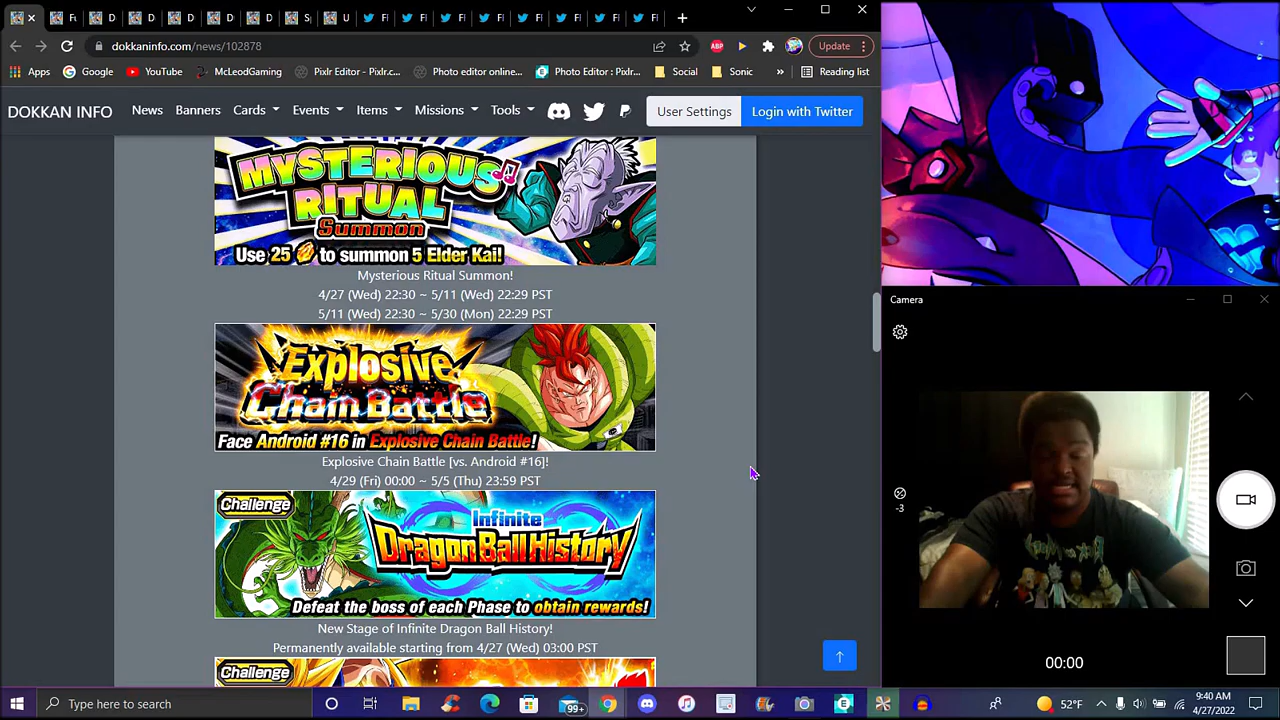 dokkaninfo.com/news/102878
ABP
Update
Apps
Google
YouTube
McLeodGaming
Pixlr Editor - Pixlr.c...
Photo editor online...
Photo Editor : Pixlr...
Social
Sonic
»
Reading list
DOKKAN INFO
News
Banners
Cards
Events
Items
Missions
Tools
User Settings
Login with Twitter
MYSTERIOUS
RITUAL
Summon
Use 25 to summon 5 Elder Kai!
Mysterious Ritual Summon!
4/27 (Wed) 22:30 ~ 5/11 (Wed) 22:29 PST
5/11 (Wed) 22:30 ~ 5/30 (Mon) 22:29 PST
Explosive
Chain Battle
Face Android #16 in Explosive Chain Battle!
Explosive Chain Battle [vs. Android #16]!
4/29 (Fri) 00:00 ~ 5/5 (Thu) 23:59 PST
Challenge
Infinite
Dragon Ball History
Defeat the boss of each Phase to obtain rewards!
New Stage of Infinite Dragon Ball History!
Permanently available starting from 4/27 (Wed) 03:00 PST
Challenge
Camera
-3
00:00
Type here to search
99+
52°F
9:40 AM
4/27/2022